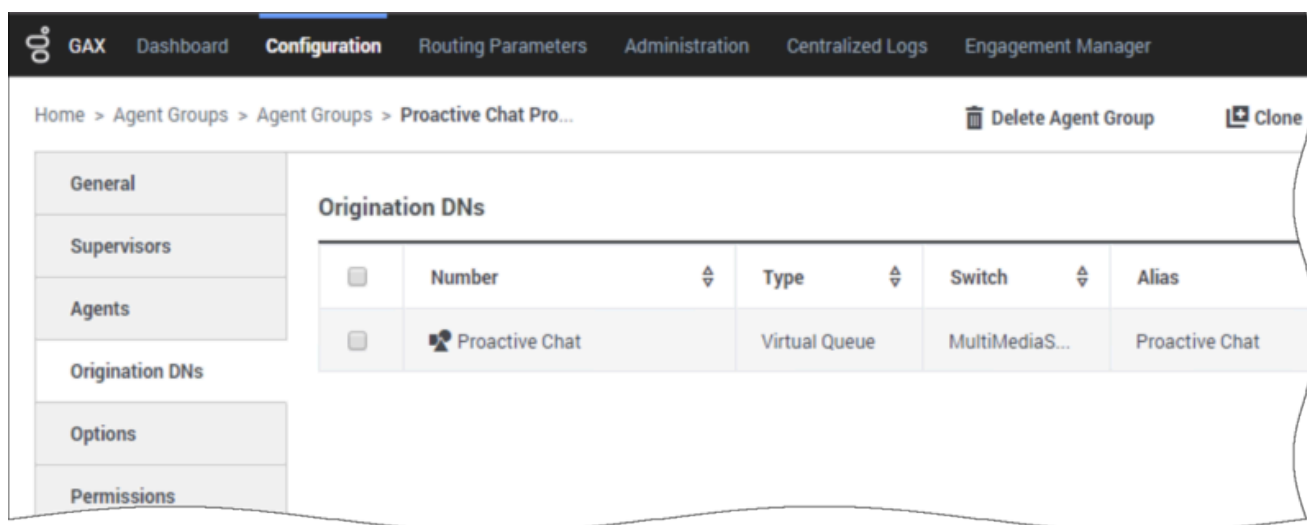 GAX Dashboard Configuration Routing Parameters Administration Centralized Logs Engagement Manager
Home > Agent Groups > Agent Groups > Proactive Chat Pro... Delete Agent Group Clone
General
Supervisors
Agents
Origination DNs
Options
Permissions
Origination DNs
Number Type Switch Alias
Proactive Chat Virtual Queue MultiMediaS... Proactive Chat